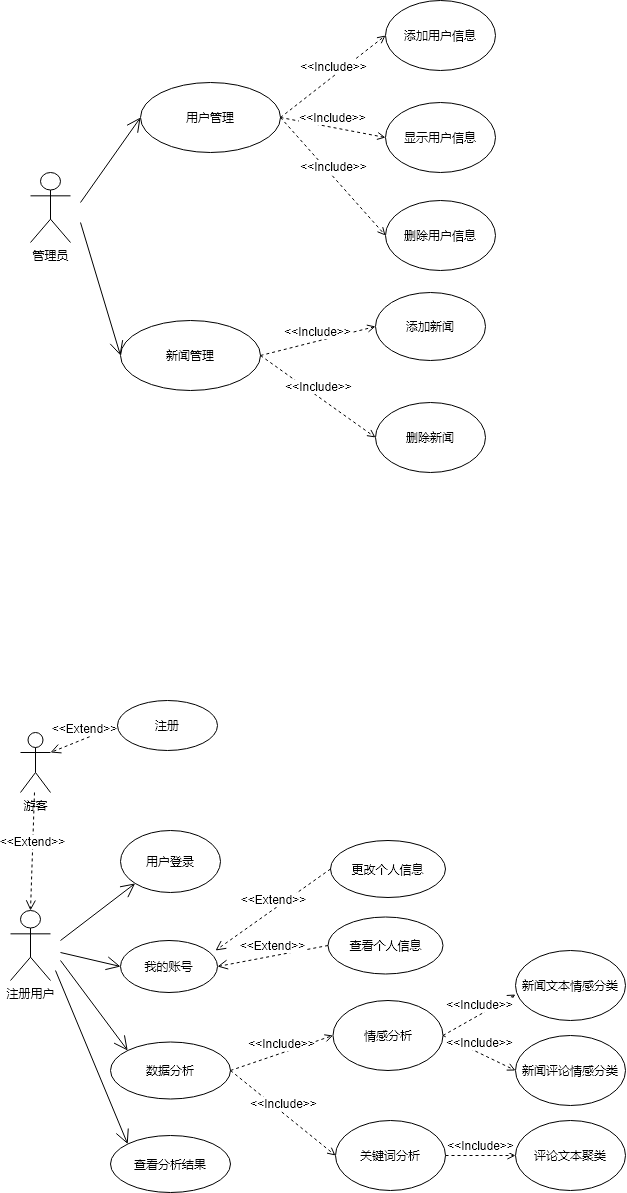 添加用户信息
<<Include>>
用户管理
<<Include>>
显示用户信息
<<Include>>
管理员
删除用户信息
<<Include>>
添加新闻
新闻管理
<<Include>>
删除新闻
<<Extend>>
注册
游客
<<Extend>>
用户登录
更改个人信息
<<Extend>>
<<Extend>>
查看个人信息
我的账号
注册用户
新闻文本情感分类
<<Include>>
情感分析
<<Include>>
<<Include>>
数据分析
新闻评论情感分类
<<Include>>
<<Include>>
关键词分析
评论文本聚类
查看分析结果